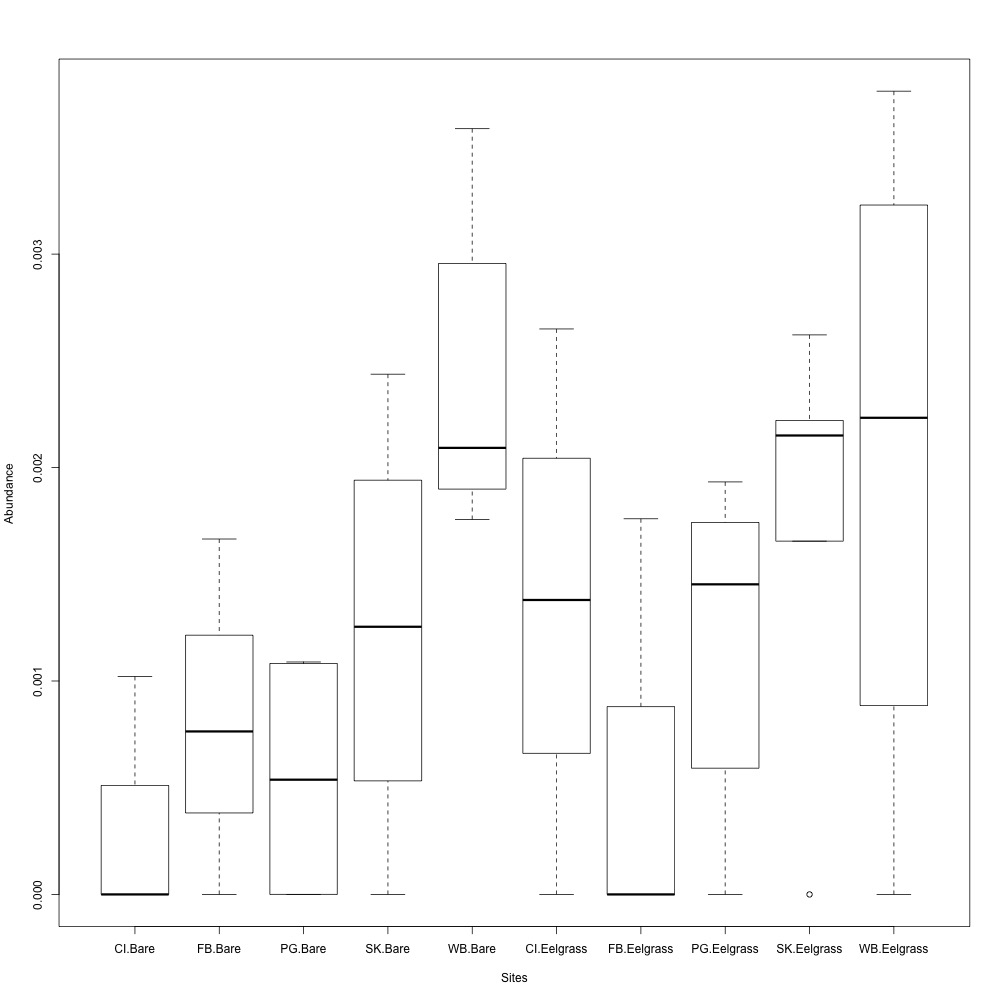 Abundance
0.003
0.002
0.001
0.000
CI.Bare FB.Bare PG.Bare SK.Bare WB.Bare CI.Eelgrass FB.Eelgrass PG.Eelgrass SK.Eelgrass WB.Eelgrass
Sites